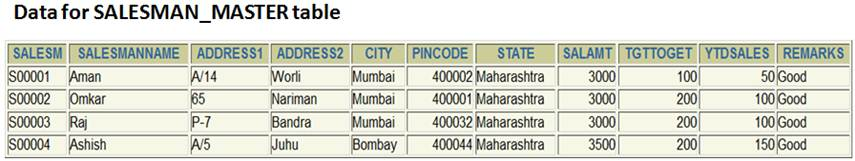 Data for SALESMAN_MASTER table
SALESM SALESMANNAME ADDRESS1 ADDRESS2 CITY PINCODE STATE SALAMT TGTTOGET YTDSALES REMARKS
S00001 Aman A/14 Worli Mumbai 400002 Maharashtra 3000 100 50 Good
S00002 Omkar 65 Nariman Mumbai 400001 Maharashtra 3000 200 100 Good
S00003 Raj P-7 Bandra Mumbai 400032 Maharashtra 3000 200 100 Good
S00004 Ashish A/5 Juhu Bombay 400044 Maharashtra 3500 200 150 Good